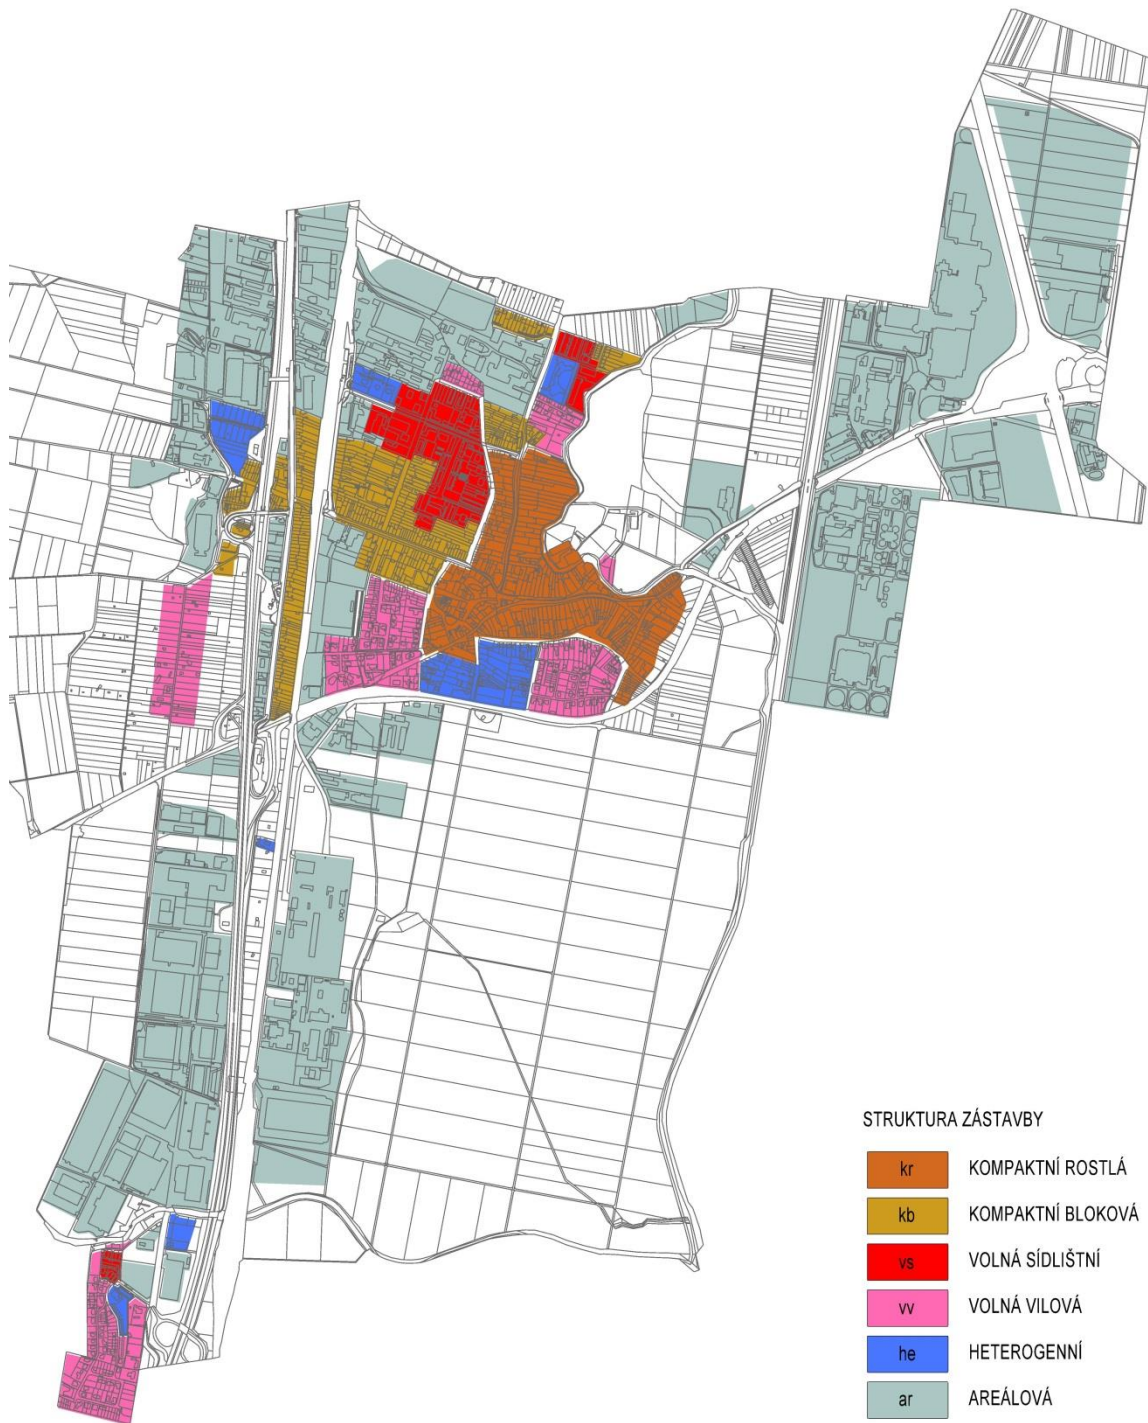 STRUKTURA ZÁSTAVBY
kr KOMPAKTNÍ ROSTLÁ
kb KOMPAKTNÍ BLOKOVÁ
vs VOLNÁ SÍDLIŠTNÍ
vv VOLNÁ VILOVÁ
he HETEROGENNÍ
ar AREÁLOVÁ